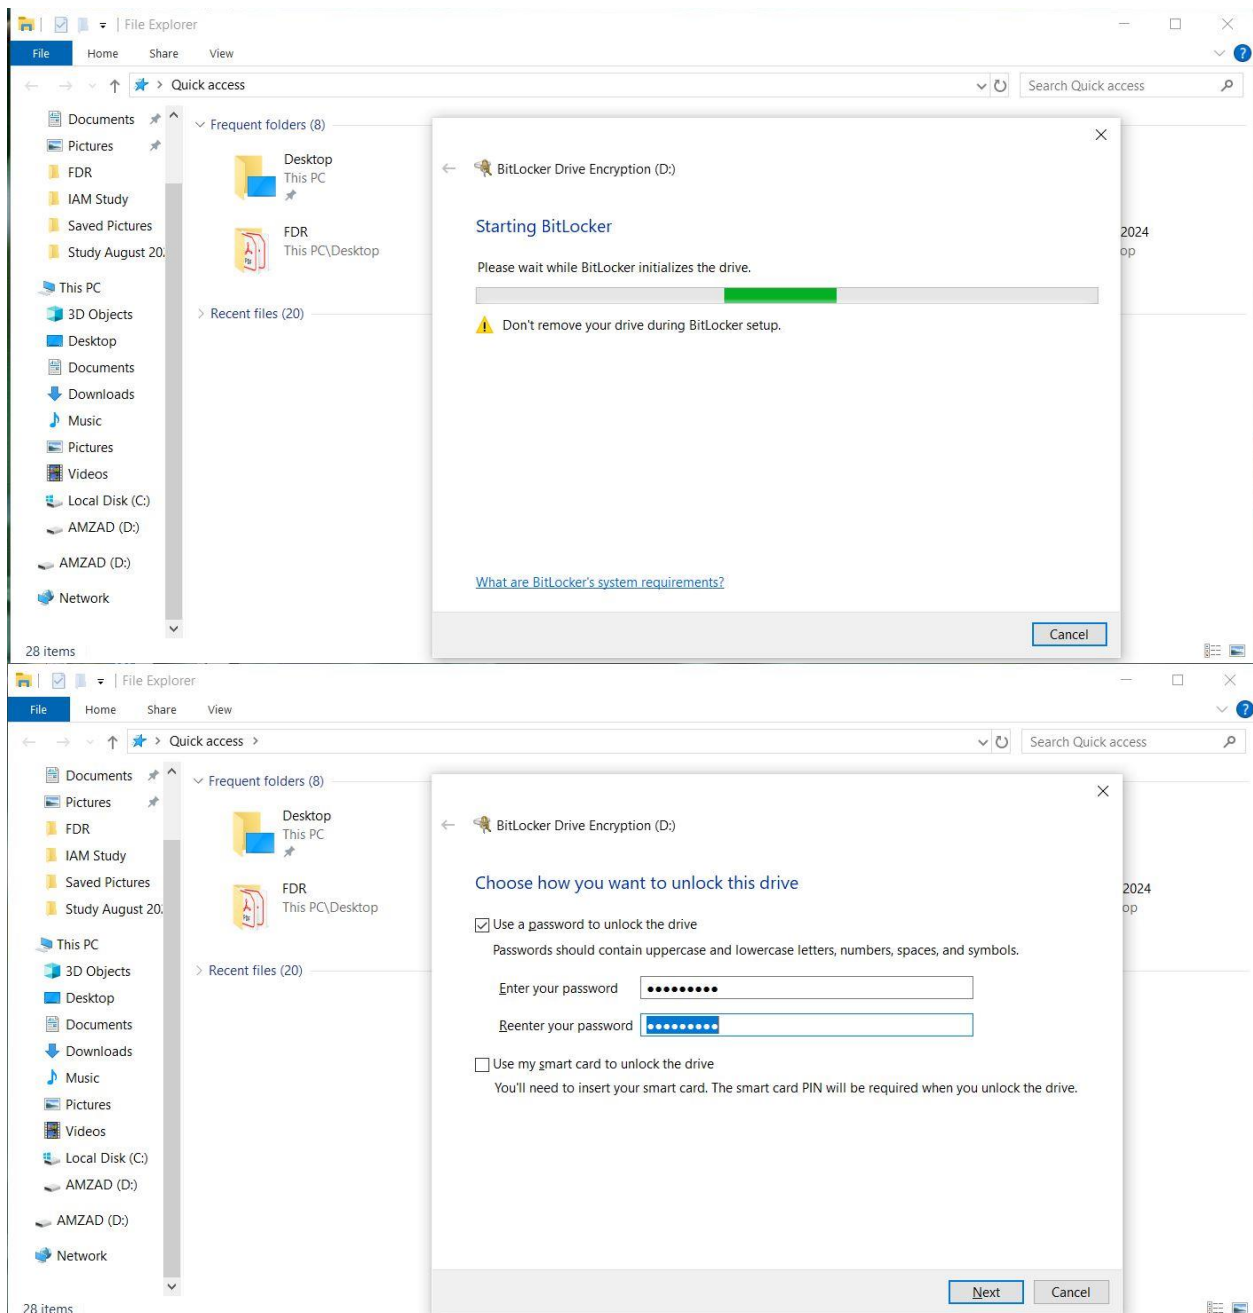 File Explorer
File Home Share View
Quick access
Search Quick access
Documents
Pictures
FDR
IAM Study
Saved Pictures
Study August 20
This PC
3D Objects
Desktop
Documents
Downloads
Music
Pictures
Videos
Local Disk (C:)
AMZAD (D:)
AMZAD (D:)
Network
28 items
Frequent folders (8)
Desktop
This PC
FDR
This PC\Desktop
Recent files (20)
2024
op
BitLocker Drive Encryption (D:)
Starting BitLocker
Please wait while BitLocker initializes the drive.
Don't remove your drive during BitLocker setup.
What are BitLocker's system requirements?
Cancel
File Explorer
File Home Share View
Quick access
Search Quick access
Documents
Pictures
FDR
IAM Study
Saved Pictures
Study August 20
This PC
3D Objects
Desktop
Documents
Downloads
Music
Pictures
Videos
Local Disk (C:)
AMZAD (D:)
AMZAD (D:)
Network
28 items
Frequent folders (8)
Desktop
This PC
FDR
This PC\Desktop
Recent files (20)
2024
op
BitLocker Drive Encryption (D:)
Choose how you want to unlock this drive
Use a password to unlock the drive
Passwords should contain uppercase and lowercase letters, numbers, spaces, and symbols.
Enter your password
Reenter your password
Use my smart card to unlock the drive
You'll need to insert your smart card. The smart card PIN will be required when you unlock the drive.
Next Cancel